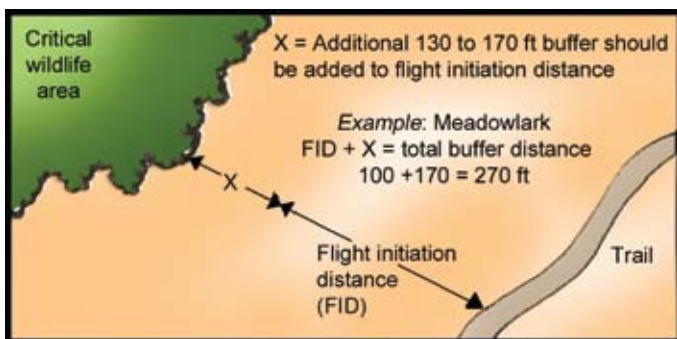 Critical
wildlife
area
X = Additional 130 to 170 ft buffer should
be added to flight initiation distance
Example: Meadowlark
FID + X = total buffer distance
100 +170 = 270 ft
X
Flight initiation
distance
(FID)
Trail